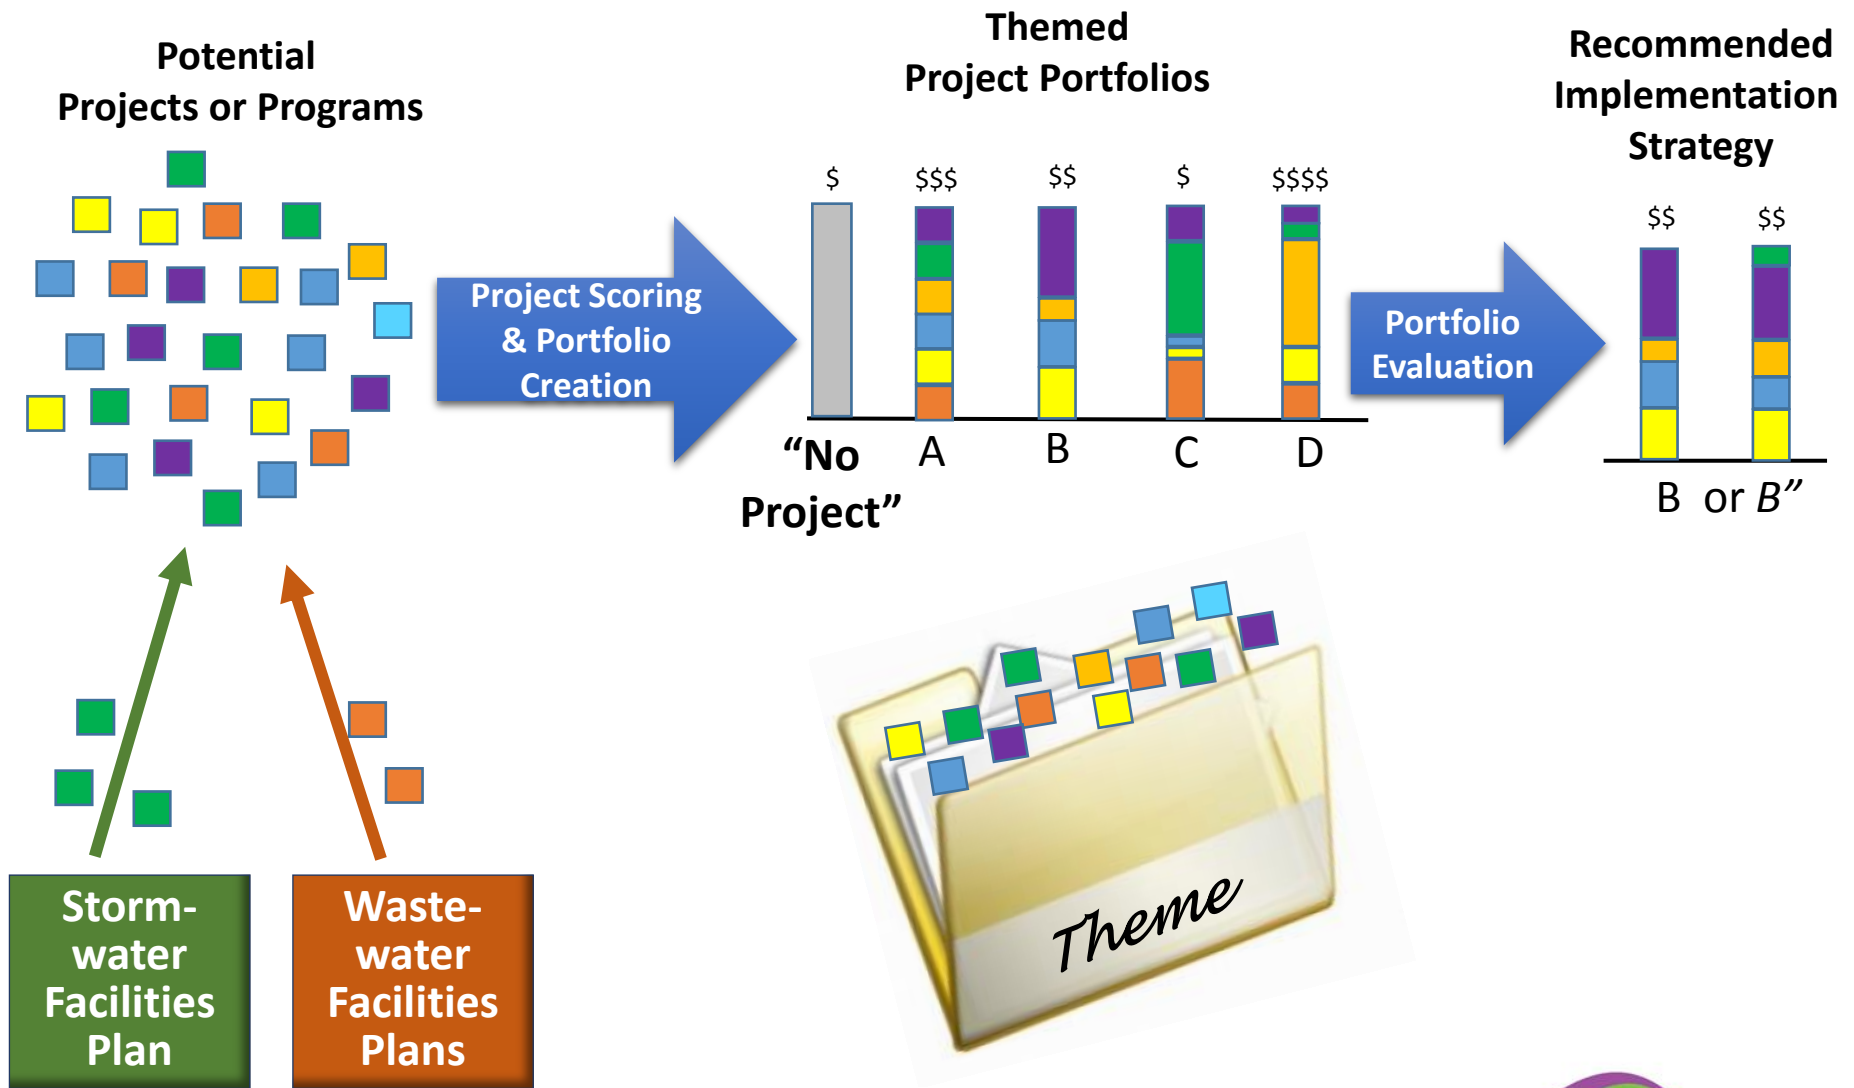 Potential
Projects or Programs
Themed
Project Portfolios
Recommended
Implementation
Strategy
$
$$$
$$
$
$$$$
$$
$$
Project Scoring
& Portfolio
Creation
Portfolio
Evaluation
“No
Project”
A
B
C
D
B or B”
Theme
Storm-
water
Facilities
Plan
Waste-
water
Facilities
Plans